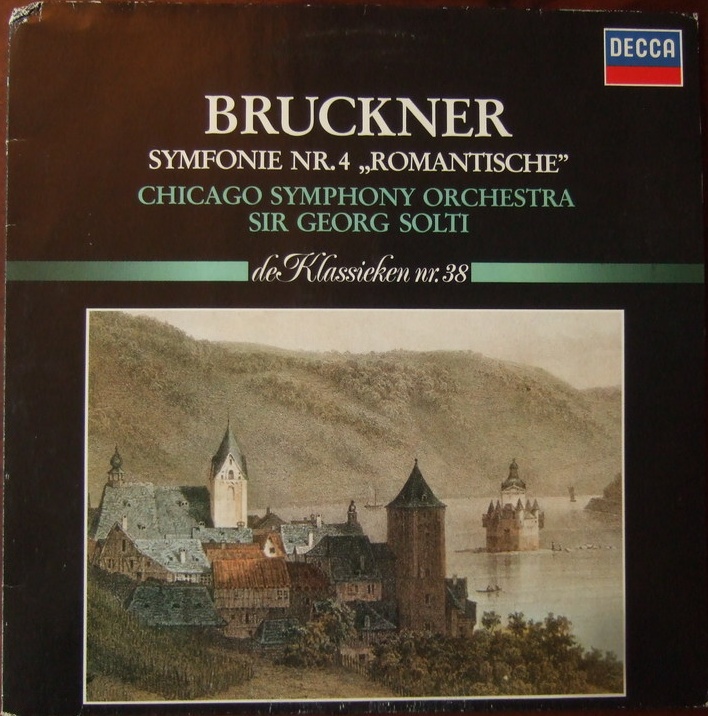 DECCA
BRUCKNER
SYMFONIE NR. 4 „ROMANTISCHE”
CHICAGO SYMPHONY ORCHESTRA
SIR GEORG SOLTI
de Klassieken nr. 38